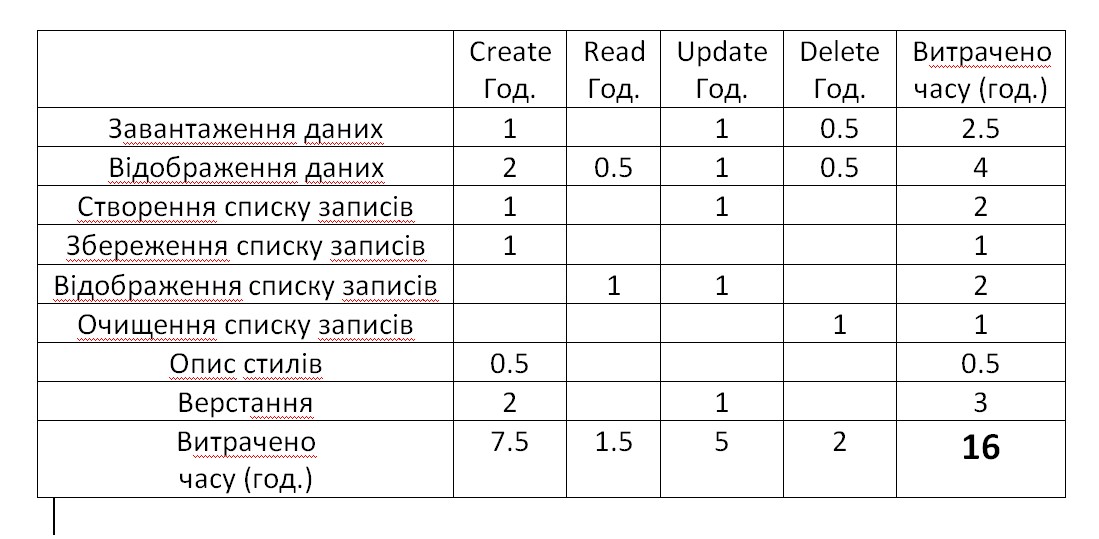 Create Read Update Delete Витрачено
Год. Год. Год. Год. часу (год.)
Завантаження даних 1 1 0.5 2.5
Відображення даних 2 0.5 1 0.5 4
Створення списку записів 1 1 2
Збереження списку записів 1 1
Відображення списку записів 1 1 2
Очищення списку записів 1 1
Опис стилів 0.5 0.5
Верстання 2 1 3
Витрачено 7.5 1.5 5 2 16
часу (год.)